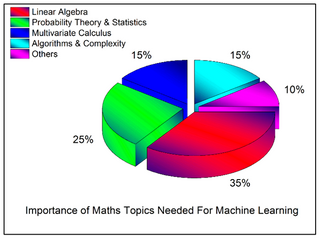 Linear Algebra
Probability Theory & Statistics
Multivariate Calculus
Algorithms & Complexity
Others
15%
15%
10%
25%
35%
Importance of Maths Topics Needed For Machine Learning